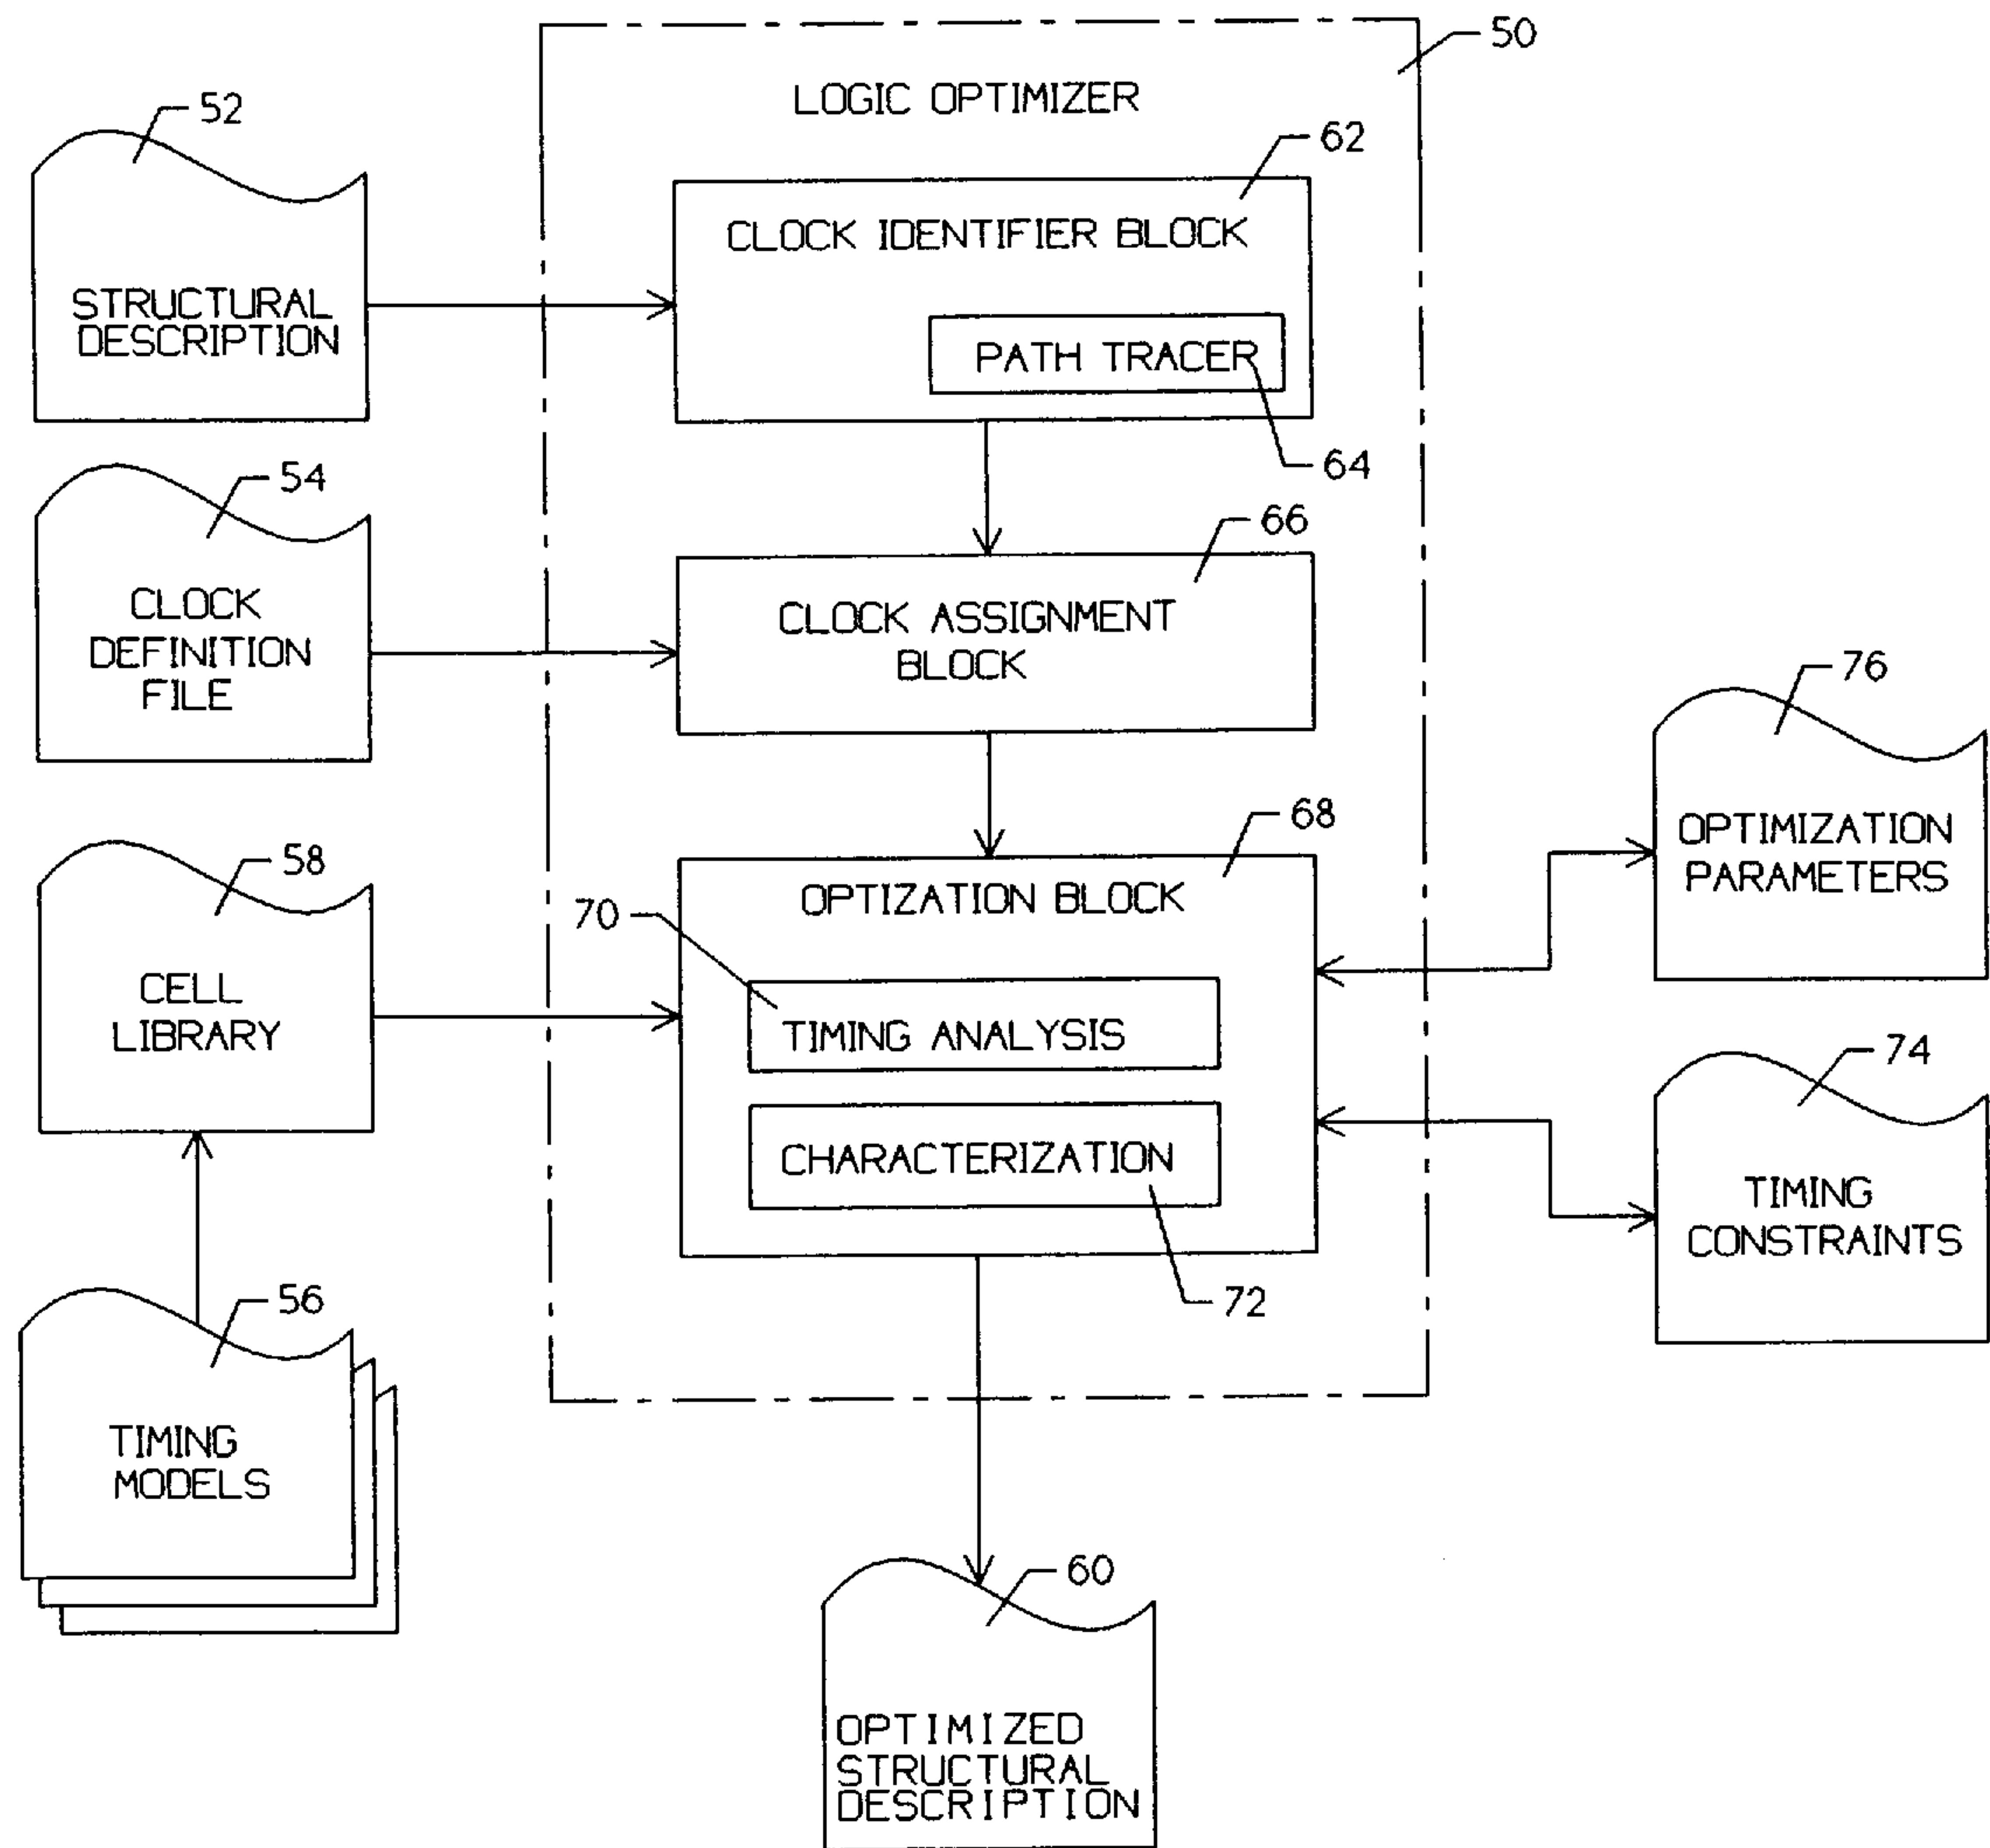 50
LOGIC OPTIMIZER
52
62
CLOCK IDENTIFIER BLOCK
STRUCTURAL
DESCRIPTION
PATH TRACER
64
54
66
CLOCK
DEFINITION
FILE
CLOCK ASSIGNMENT
BLOCK
76
58
68
OPTIMIZATION
PARAMETERS
OPTIZATION BLOCK
70
CELL
LIBRARY
TIMING ANALYSIS
74
CHARACTERIZATION
TIMING
CONSTRAINTS
56
72
TIMING
MODELS
60
OPTIMIZED
STRUCTURAL
DESCRIPTION